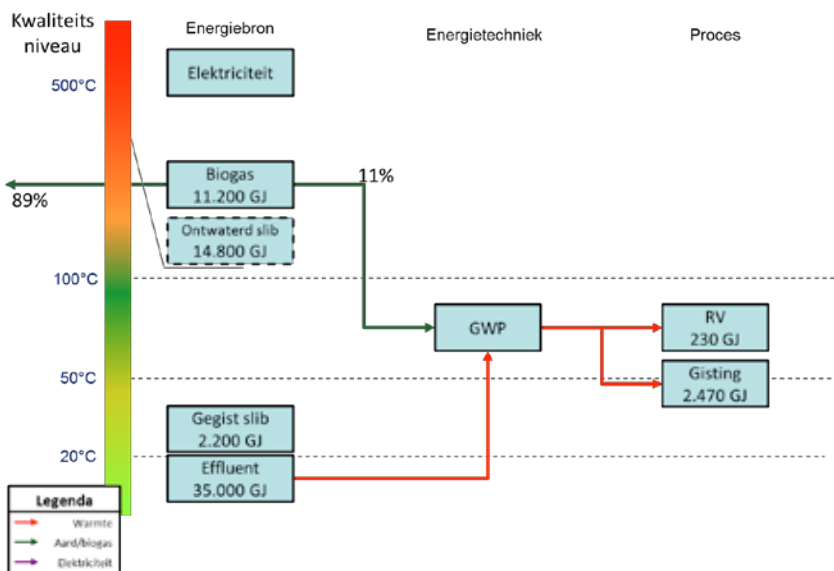 Kwaliteits
niveau
Energiebron
Energietechniek
Proces
500°C
Elektriciteit
Biogas
11.200 GJ
11%
89%
Ontwaterd slib
14.800 GJ
100°C
GWP
RV
230 GJ
50°C
Gisting
2.470 GJ
Gegist slib
2.200 GJ
20°C
Effluent
35.000 GJ
Legenda
Warmte
Aard/biogas
Elektriciteit